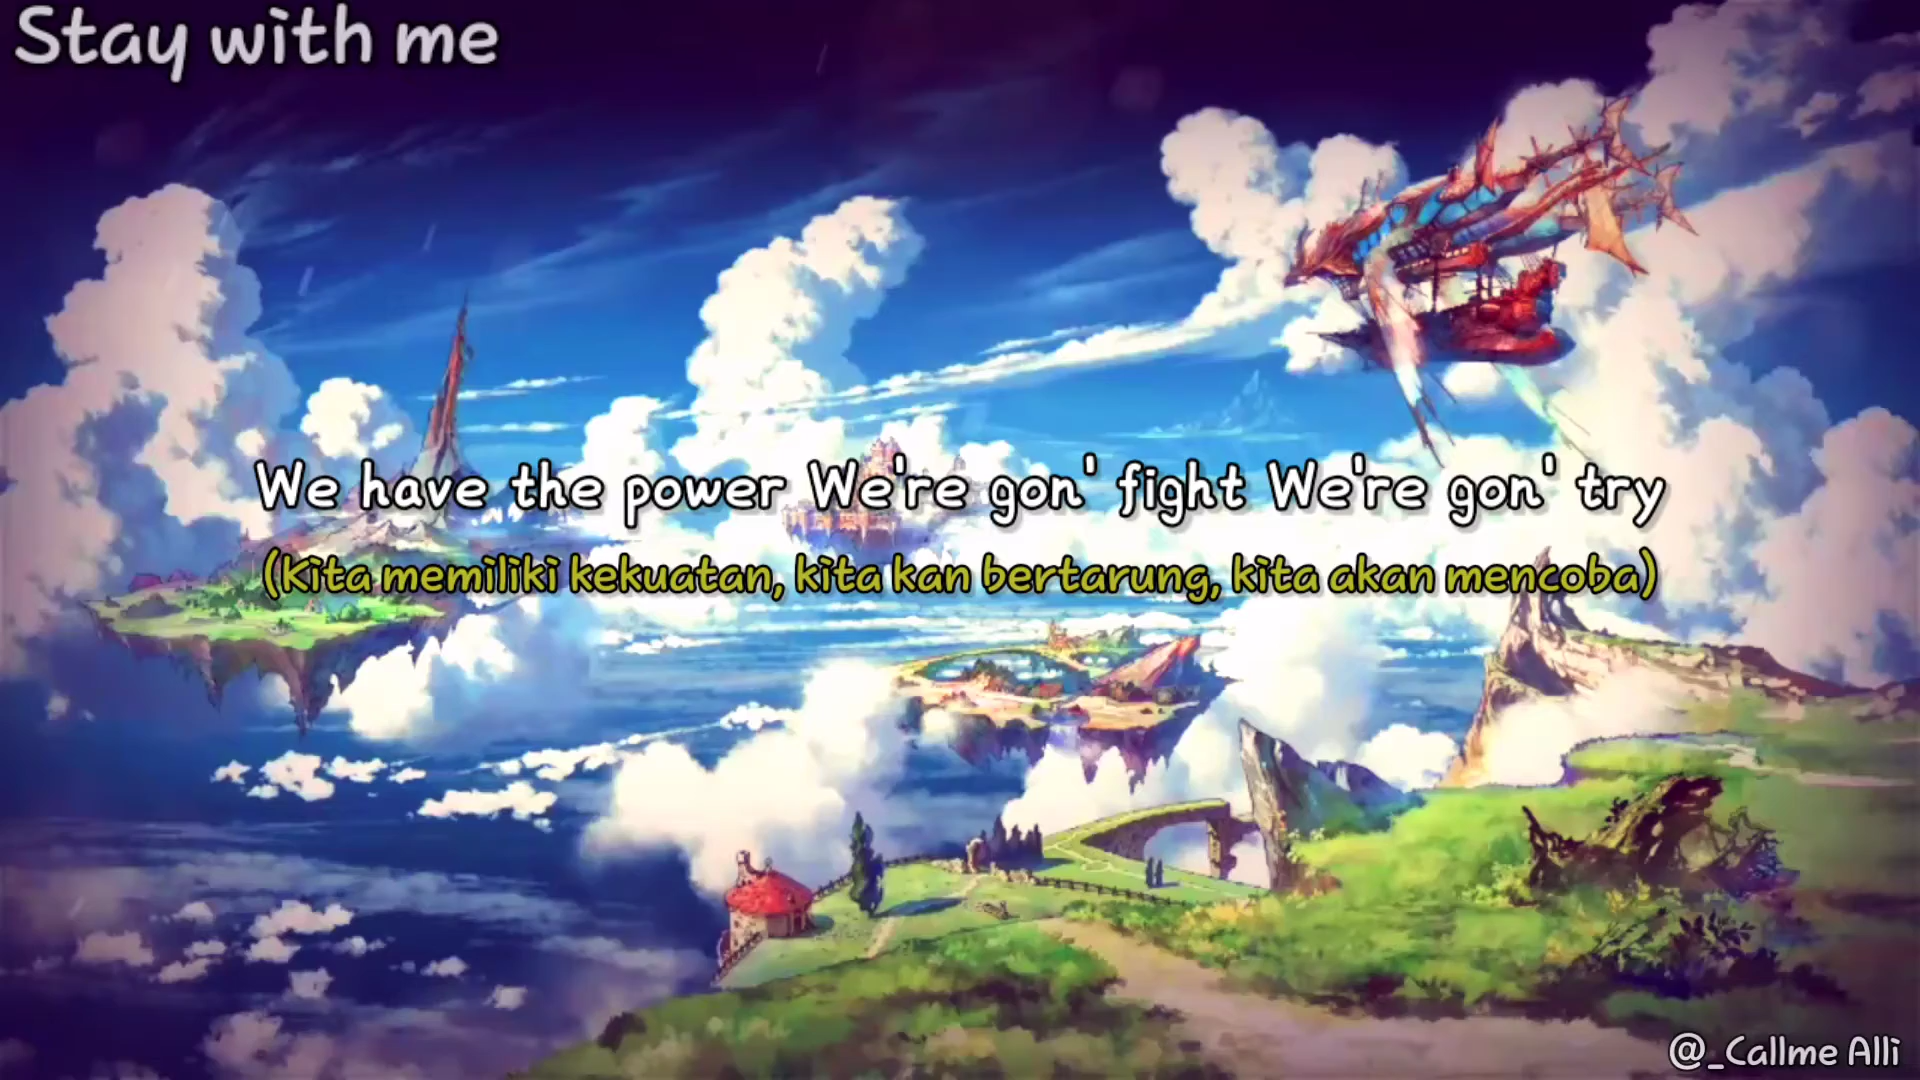 Stay with me
We have the power We're gon' fight We're gon' try
(Kita memiliki kekuatan, kita kan bertarung, kita akan mencoba)
@_Callme Alli